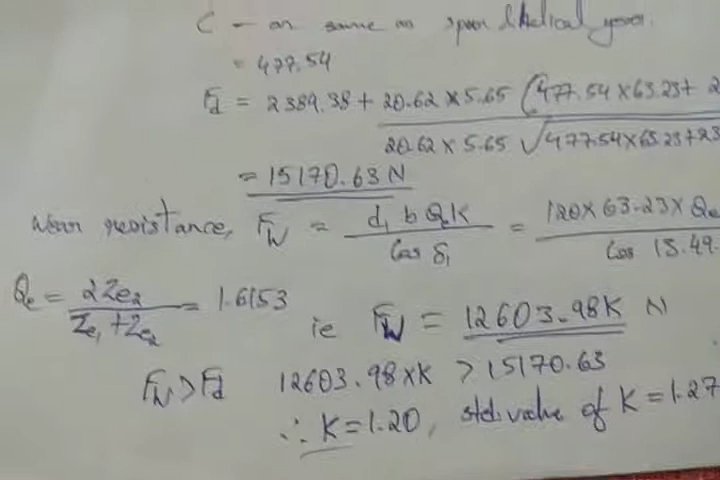 C - as same as spur & helical gear.
= 477.54
Fd = 2389.38 + 20.62 × 5.65 (477.54 × 63.23 + 2
20.62 × 5.65 √477.54 × 63.23 + 23
= 15170.63 N
Wear resistance, Fw = d1 b Qe K / Cos δ1 = 120 × 63.23 × Qe / Cos 15.49
Qe = 2Ze2 / Ze1 + Ze2 = 1.6153
ie Fw = 12603.98K N
Fw > Fd 12603.98 × K > 15170.63
∴ K = 1.20, std. value of K = 1.27